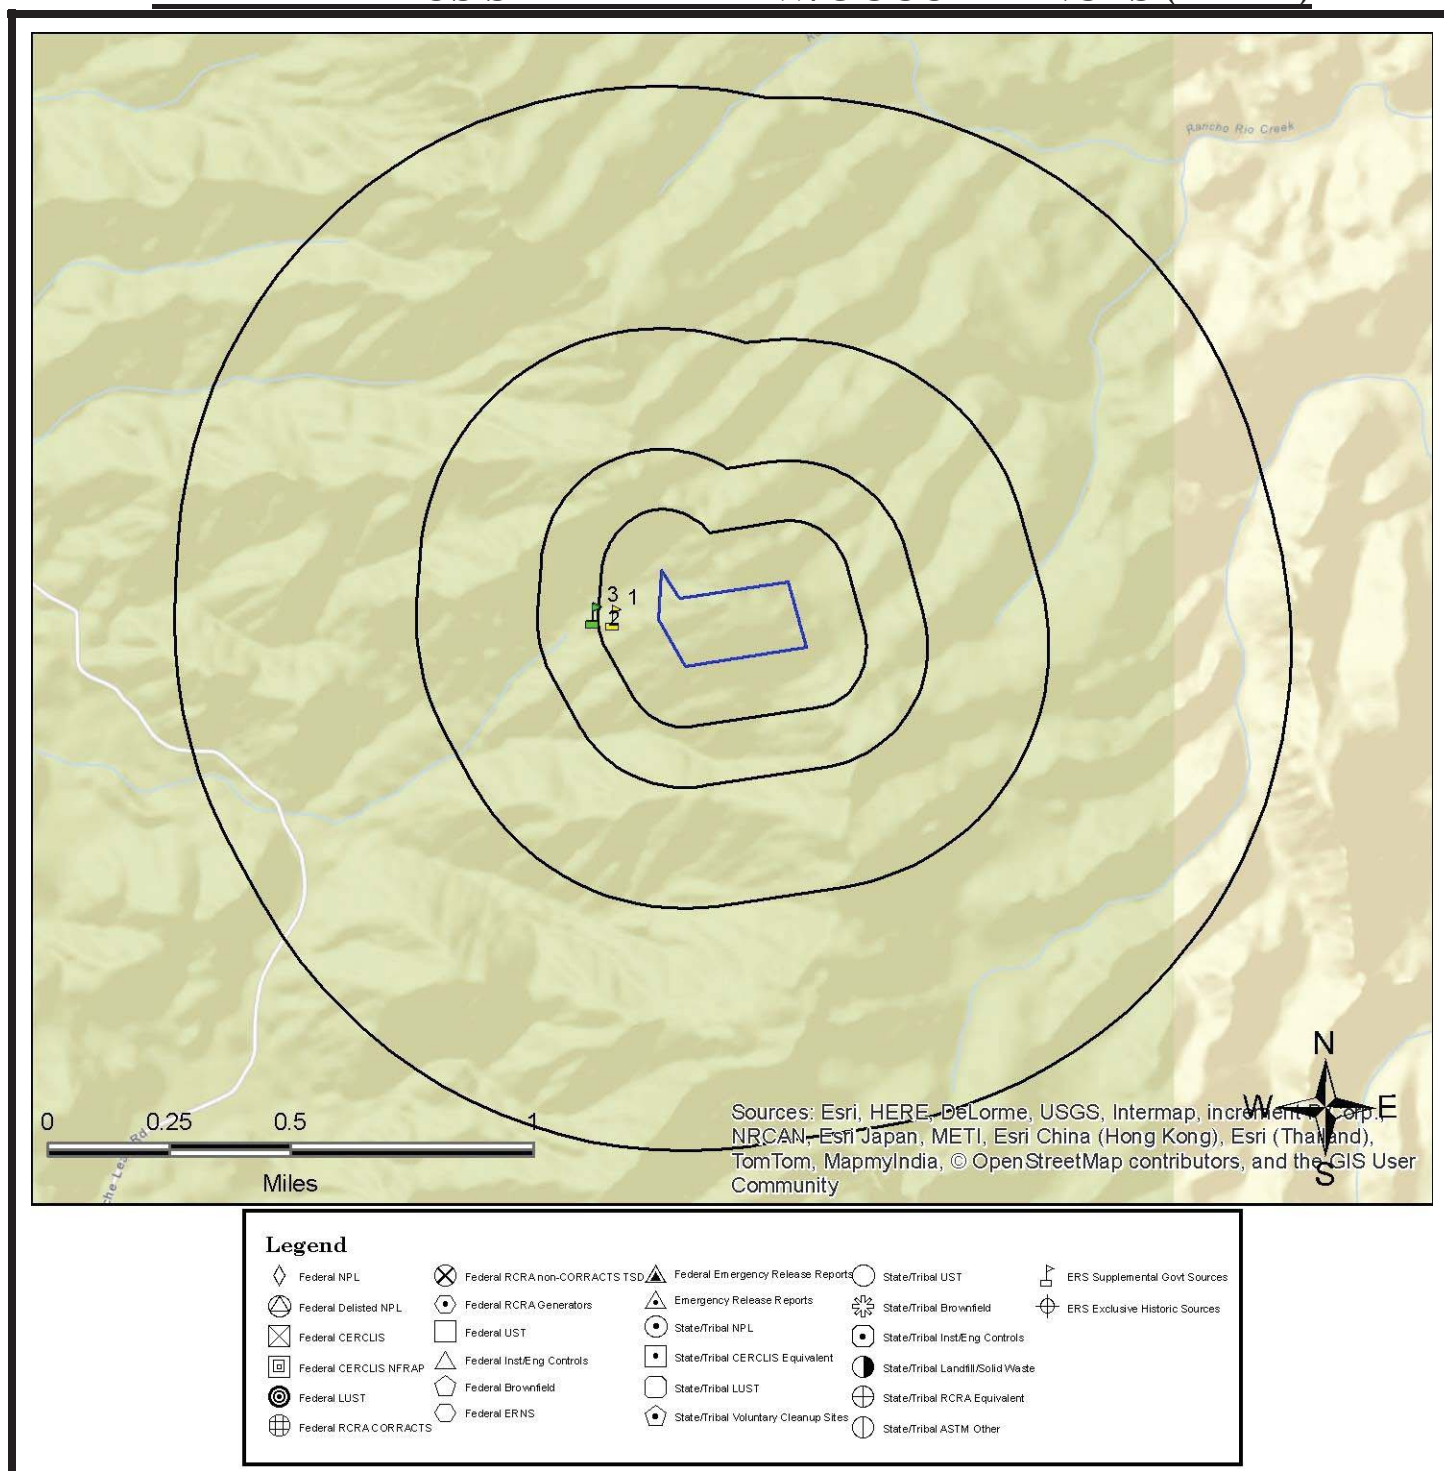 Rancho Rio Creek
3
1
2
N
W
E
S
0
0.25
0.5
1
Miles
Rd
Sources: Esri, HERE, DeLorme, USGS, Intermap, increment P Corp.,
NRCAN, Esri Japan, METI, Esri China (Hong Kong), Esri (Thailand),
TomTom, MapmyIndia, © OpenStreetMap contributors, and the GIS User
Community
Legend
Federal NPL
Federal Delisted NPL
Federal CERCLIS
Federal CERCLIS NFRAP
Federal LUST
Federal RCRA CORRACTS
Federal RCRA non-CORRACTS TSD
Federal RCRA Generators
Federal UST
Federal Inst/Eng Controls
Federal Brownfield
Federal ERNS
Federal Emergency Release Reports
Emergency Release Reports
State/Tribal NPL
State/Tribal CERCLIS Equivalent
State/Tribal LUST
State/Tribal Voluntary Cleanup Sites
State/Tribal UST
State/Tribal Brownfield
State/Tribal Inst/Eng Controls
State/Tribal Landfill/Solid Waste
State/Tribal RCRA Equivalent
State/Tribal ASTM Other
ERS Supplemental Govt Sources
ERS Exclusive Historic Sources